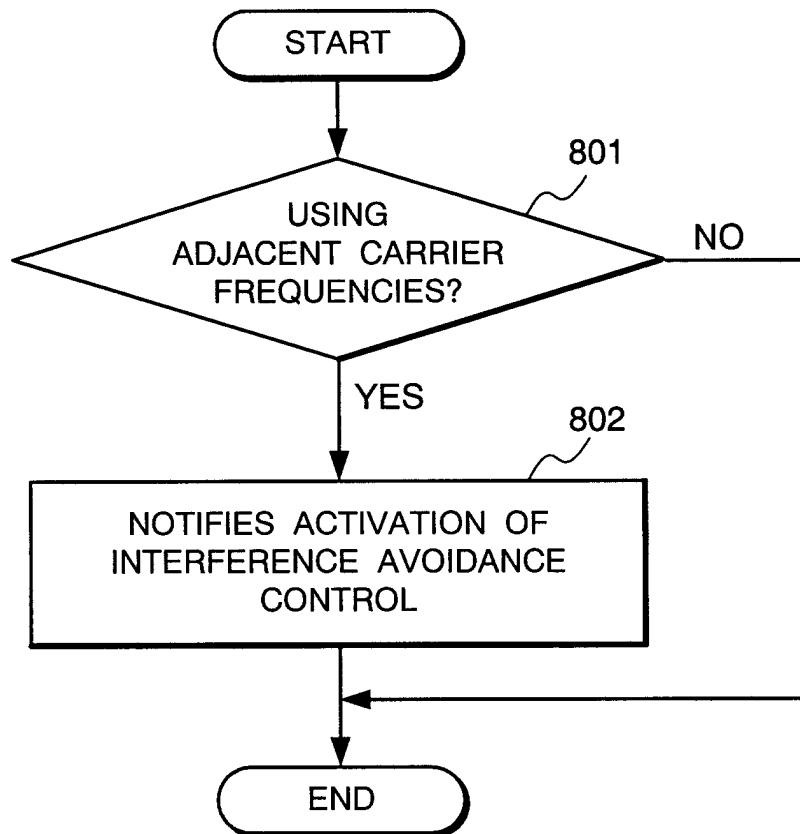 START
801
USING
ADJACENT CARRIER
FREQUENCIES?
NO
YES
802
NOTIFIES ACTIVATION OF
INTERFERENCE AVOIDANCE
CONTROL
END